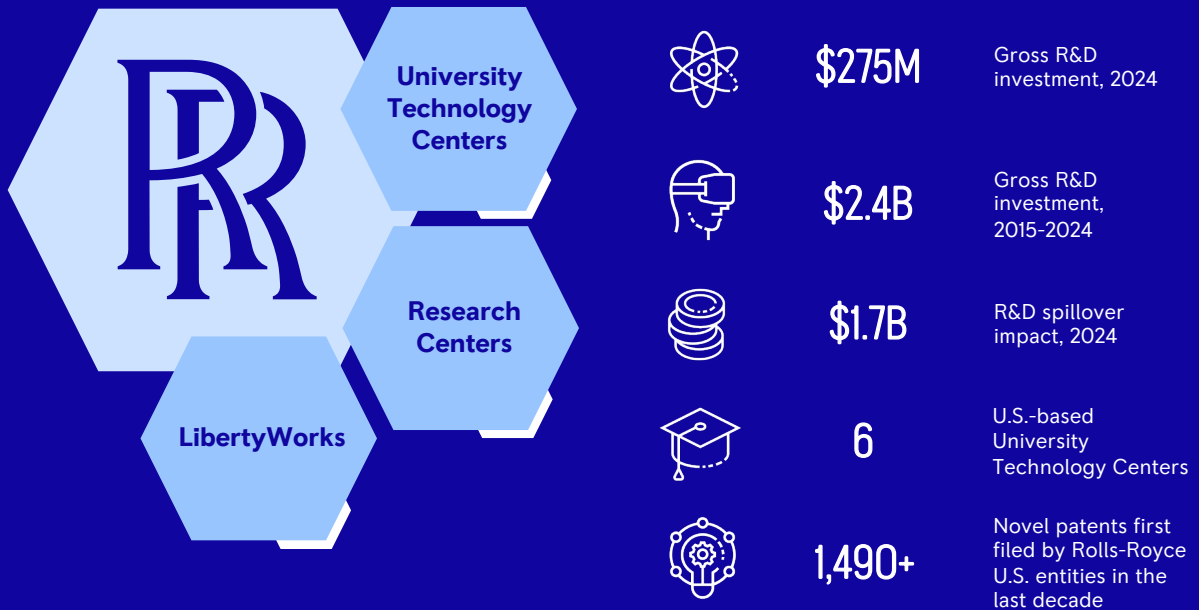 RR
University
Technology
Centers
Research
Centers
LibertyWorks
$275M
Gross R&D
investment, 2024
$2.4B
Gross R&D
investment,
2015-2024
$1.7B
R&D spillover
impact, 2024
6
U.S.-based
University
Technology Centers
1,490+
Novel patents first
filed by Rolls-Royce
U.S. entities in the
last decade